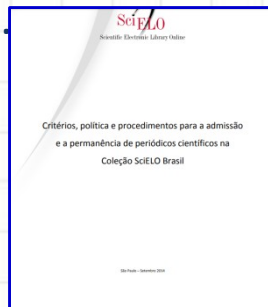 SciELO
Scientific Electronic Library Online
Critérios, política e procedimentos para a admissão
e a permanência de periódicos científicos na
Coleção SciELO Brasil
São Paulo – Setembro 2014